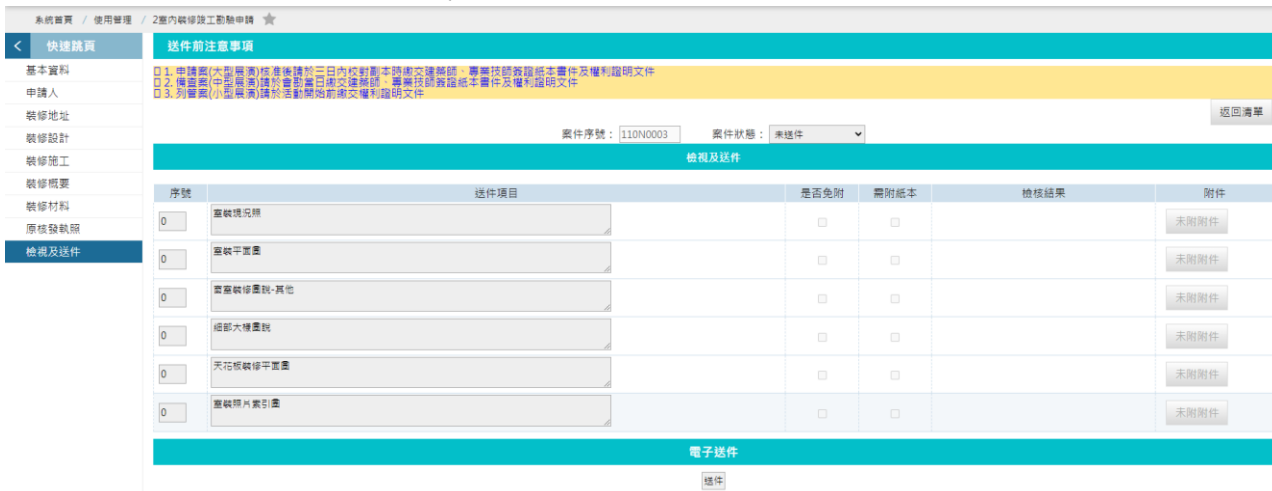 系統首頁 / 使用管理 / 2室內裝修竣工勘驗申請
快速跳頁
基本資料
申請人
裝修地址
裝修設計
裝修施工
裝修概要
裝修材料
原核發執照
檢視及送件
送件前注意事項
1. 申請案(大型展演)核准後請於三日內校對副本時繳交建築師、專業技師簽證紙本書件及權利證明文件
2. 備查案(中型展演)請於會勘當日繳交建築師、專業技師簽證紙本書件及權利證明文件
3. 列管案(小型展演)請於活動開始前繳交權利證明文件
返回清單
案件序號： 110N0003 案件狀態： 未送件
檢視及送件
序號 送件項目 是否免附 需附紙本 檢核結果 附件
0 室裝現況照 未附附件
0 室裝平面圖 未附附件
0 室裝修圖說-其他 未附附件
0 細部大樣圖說 未附附件
0 天花板裝修平面圖 未附附件
0 室裝照片索引圖 未附附件
電子送件
送件